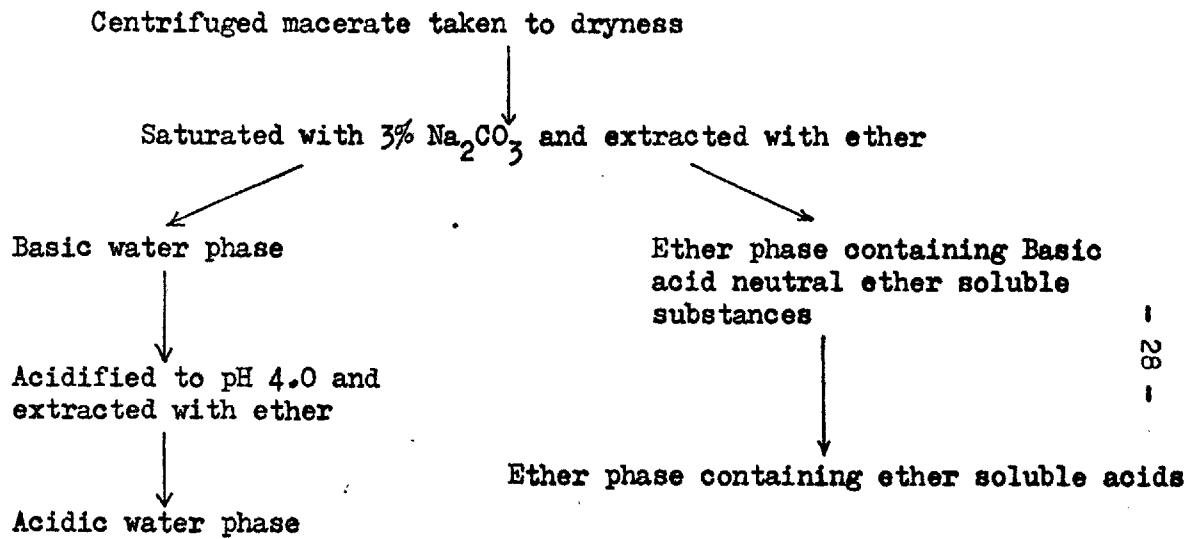 Centrifuged macerate taken to dryness
Saturated with 3% Na₂CO₃ and extracted with ether
Basic water phase
Ether phase containing Basic
acid neutral ether soluble
substances
- 28 -
Acidified to pH 4.0 and
extracted with ether
Ether phase containing ether soluble acids
Acidic water phase